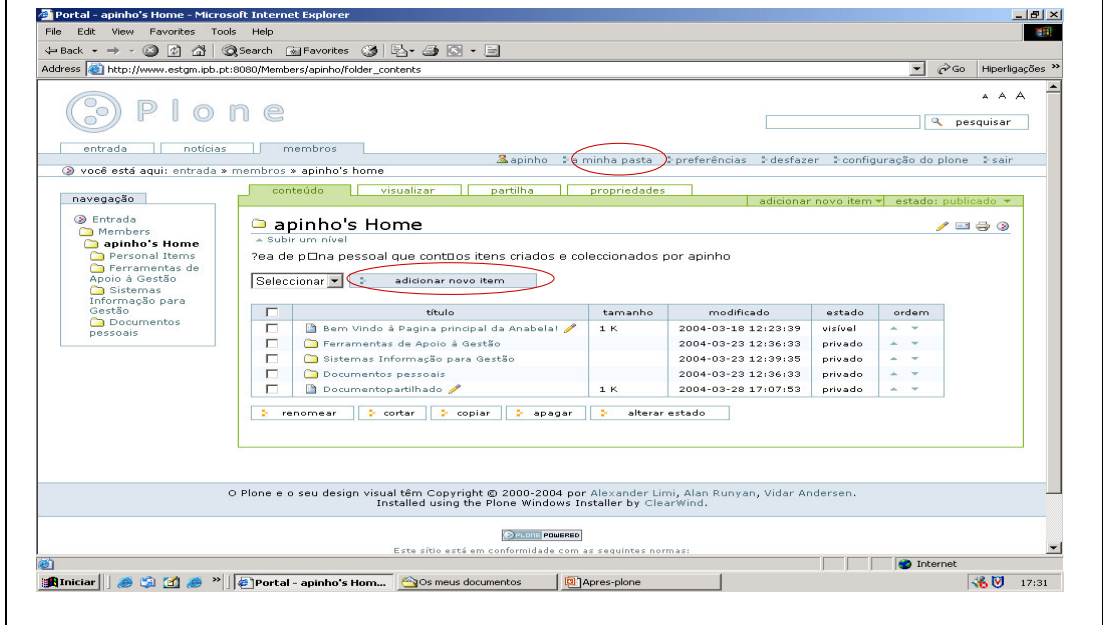 Portal - apinho's Home - Microsoft Internet Explorer
File Edit View Favorites Tools Help
Back Search Favorites
Address http://www.estgm.ipb.pt:8080/Members/apinho/folder_contents Go Hiperligações »
Plone
A A A
pesquisar
entrada notícias membros
apinho a minha pasta preferências desfazer configuração do plone sair
você está aqui: entrada » membros » apinho's home
navegação
Entrada
Members
apinho's Home
Personal Items
Ferramentas de
Apoio à Gestão
Sistemas
Informação para
Gestão
Documentos
pessoais
conteúdo visualizar partilha propriedades
adicionar novo item estado: publicado
apinho's Home
Subir um nível
?ea de p□na pessoal que cont□os itens criados e coleccionados por apinho
Seleccionar adicionar novo item
título tamanho modificado estado ordem
Bem Vindo à Pagina principal da Anabela! 1 K 2004-03-18 12:23:39 visível
Ferramentas de Apoio à Gestão 2004-03-23 12:36:33 privado
Sistemas Informação para Gestão 2004-03-23 12:39:35 privado
Documentos pessoais 2004-03-23 12:36:33 privado
Documentopartilhado 1 K 2004-03-28 17:07:53 privado
renomear cortar copiar apagar alterar estado
O Plone e o seu design visual têm Copyright © 2000-2004 por Alexander Limi, Alan Runyan, Vidar Andersen.
Installed using the Plone Windows Installer by ClearWind.
PLONE POWERED
Este sítio está em conformidade com as seguintes normas:
Internet
Iniciar » Portal - apinho's Hom... Os meus documentos Apres-plone 17:31